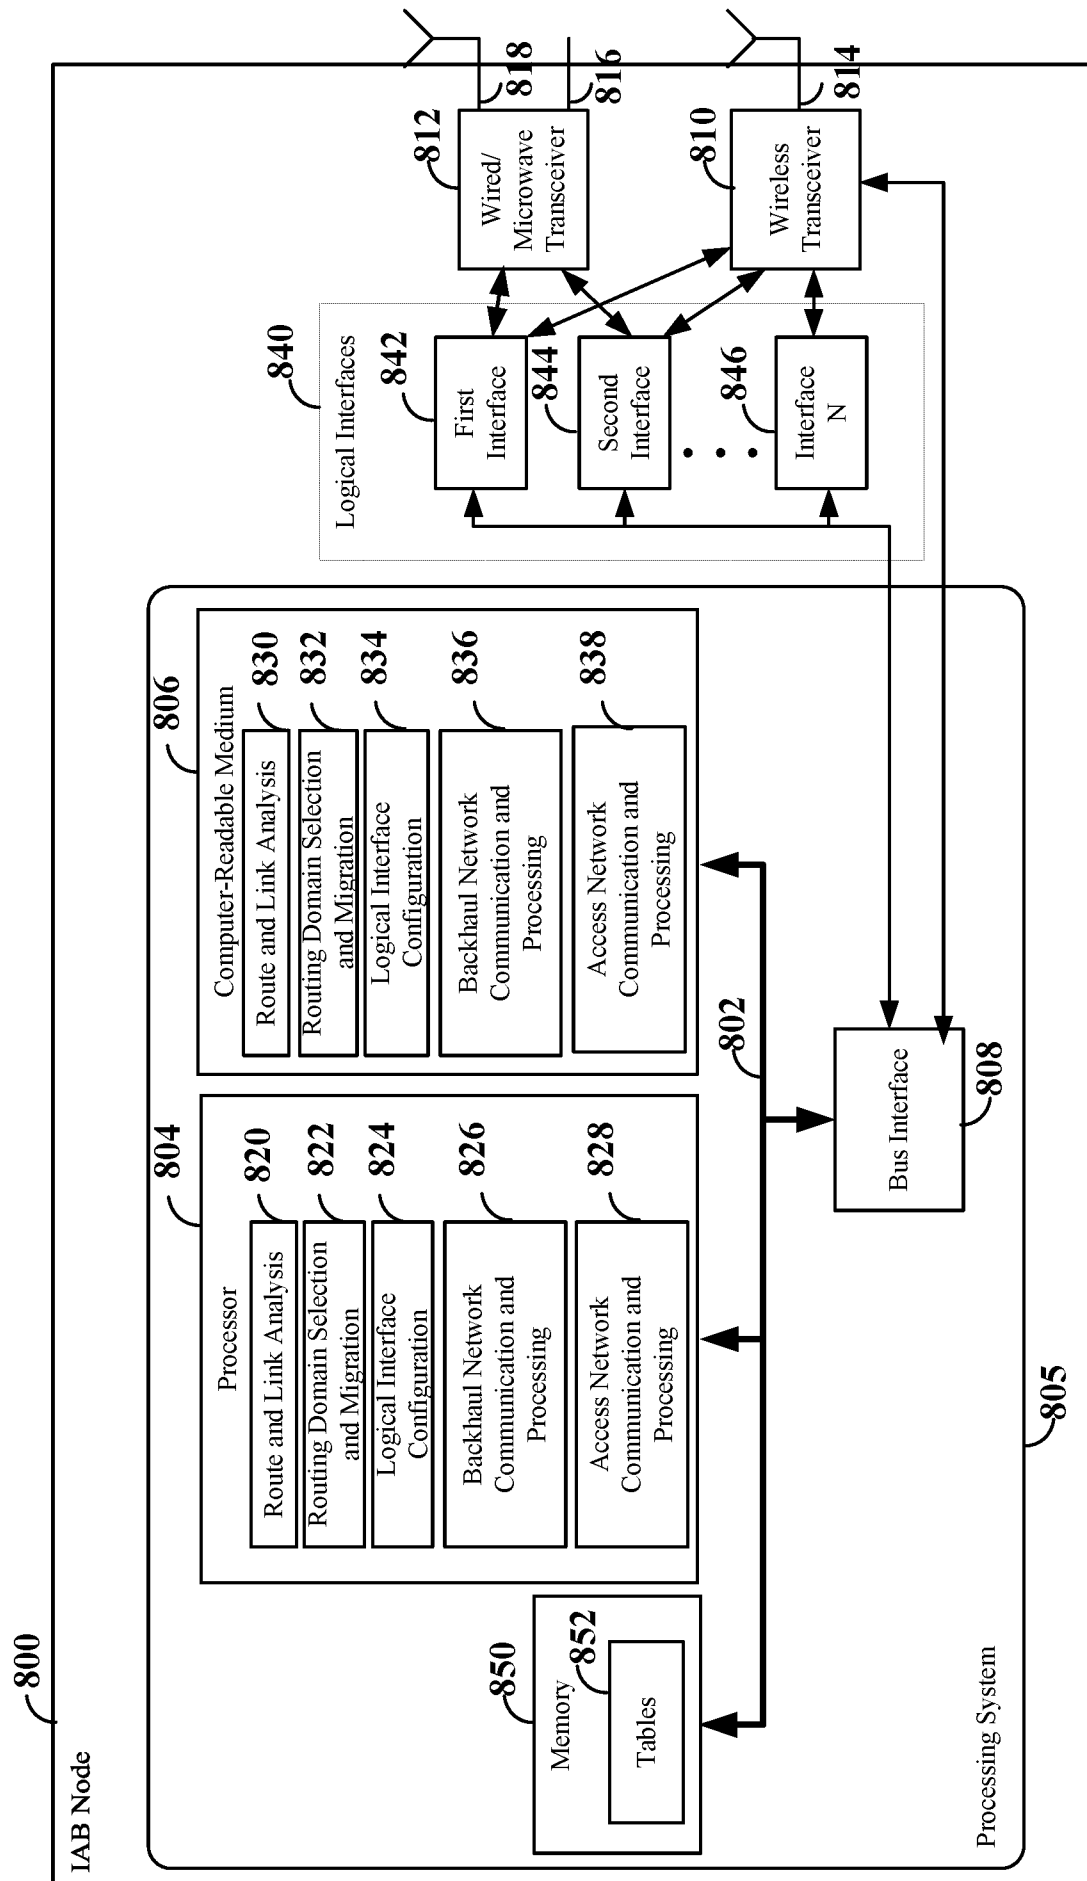 800
IAB Node
805
Processing System
850
Memory
852
Tables
804
Processor
820
Route and Link Analysis
822
Routing Domain Selection
and Migration
824
Logical Interface
Configuration
826
Backhaul Network
Communication and
Processing
828
Access Network
Communication and
Processing
806
Computer-Readable Medium
830
Route and Link Analysis
832
Routing Domain Selection
and Migration
834
Logical Interface
Configuration
836
Backhaul Network
Communication and
Processing
838
Access Network
Communication and
Processing
802
Bus Interface
808
840
Logical Interfaces
842
First
Interface
844
Second
Interface
846
Interface
N
812
Wired/
Microwave
Transceiver
818
816
810
Wireless
Transceiver
814